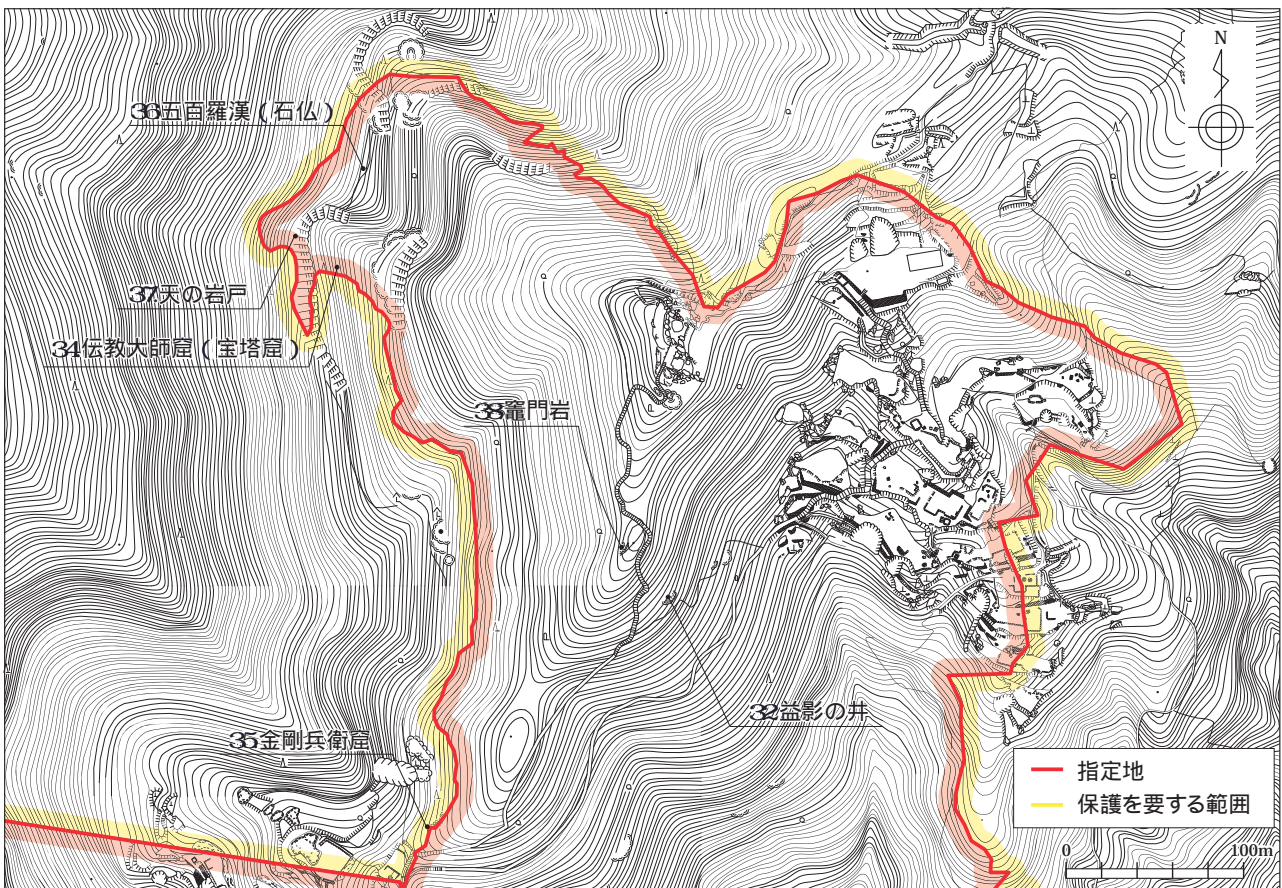 N
36五百羅漢（石仏）
37天の岩戸
34伝教大師窟（宝塔窟）
38竈門岩
32益影の井
35金剛兵衛窟
指定地
保護を要する範囲
0 100m